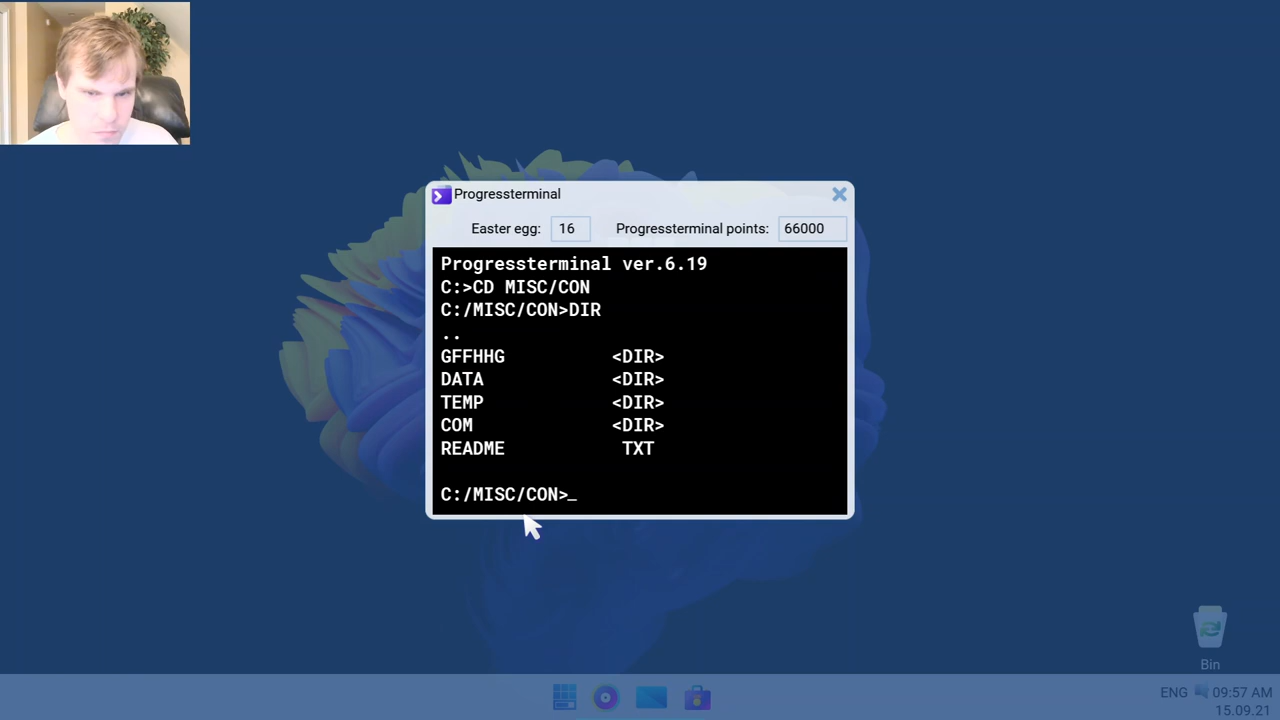 Progressterminal
Easter egg: 16 Progressterminal points: 66000
Progressterminal ver.6.19
C:>CD MISC/CON
C:/MISC/CON>DIR
..
GFFHHG <DIR>
DATA <DIR>
TEMP <DIR>
COM <DIR>
README TXT
C:/MISC/CON>_
Bin
ENG 09:57 AM
15.09.21